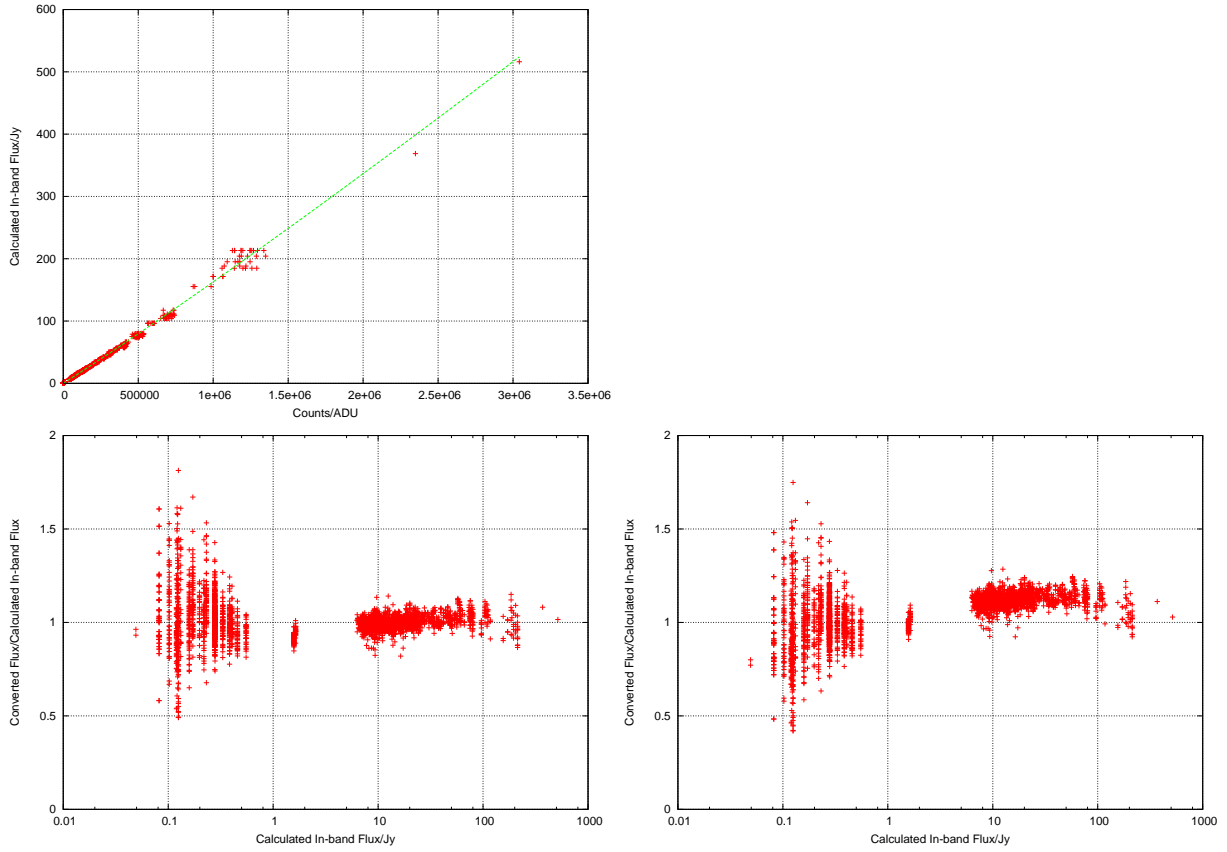 600
500
400
300
200
100
0
Calculated In-band Flux/Jy
0 500000 1e+06 1.5e+06 2e+06 2.5e+06 3e+06 3.5e+06
Counts/ADU
2
1.5
1
0.5
0
Converted Flux/Calculated In-band Flux
0.01 0.1 1 10 100 1000
Calculated In-band Flux/Jy
2
1.5
1
0.5
0
Converted Flux/Calculated In-band Flux
0.01 0.1 1 10 100 1000
Calculated In-band Flux/Jy